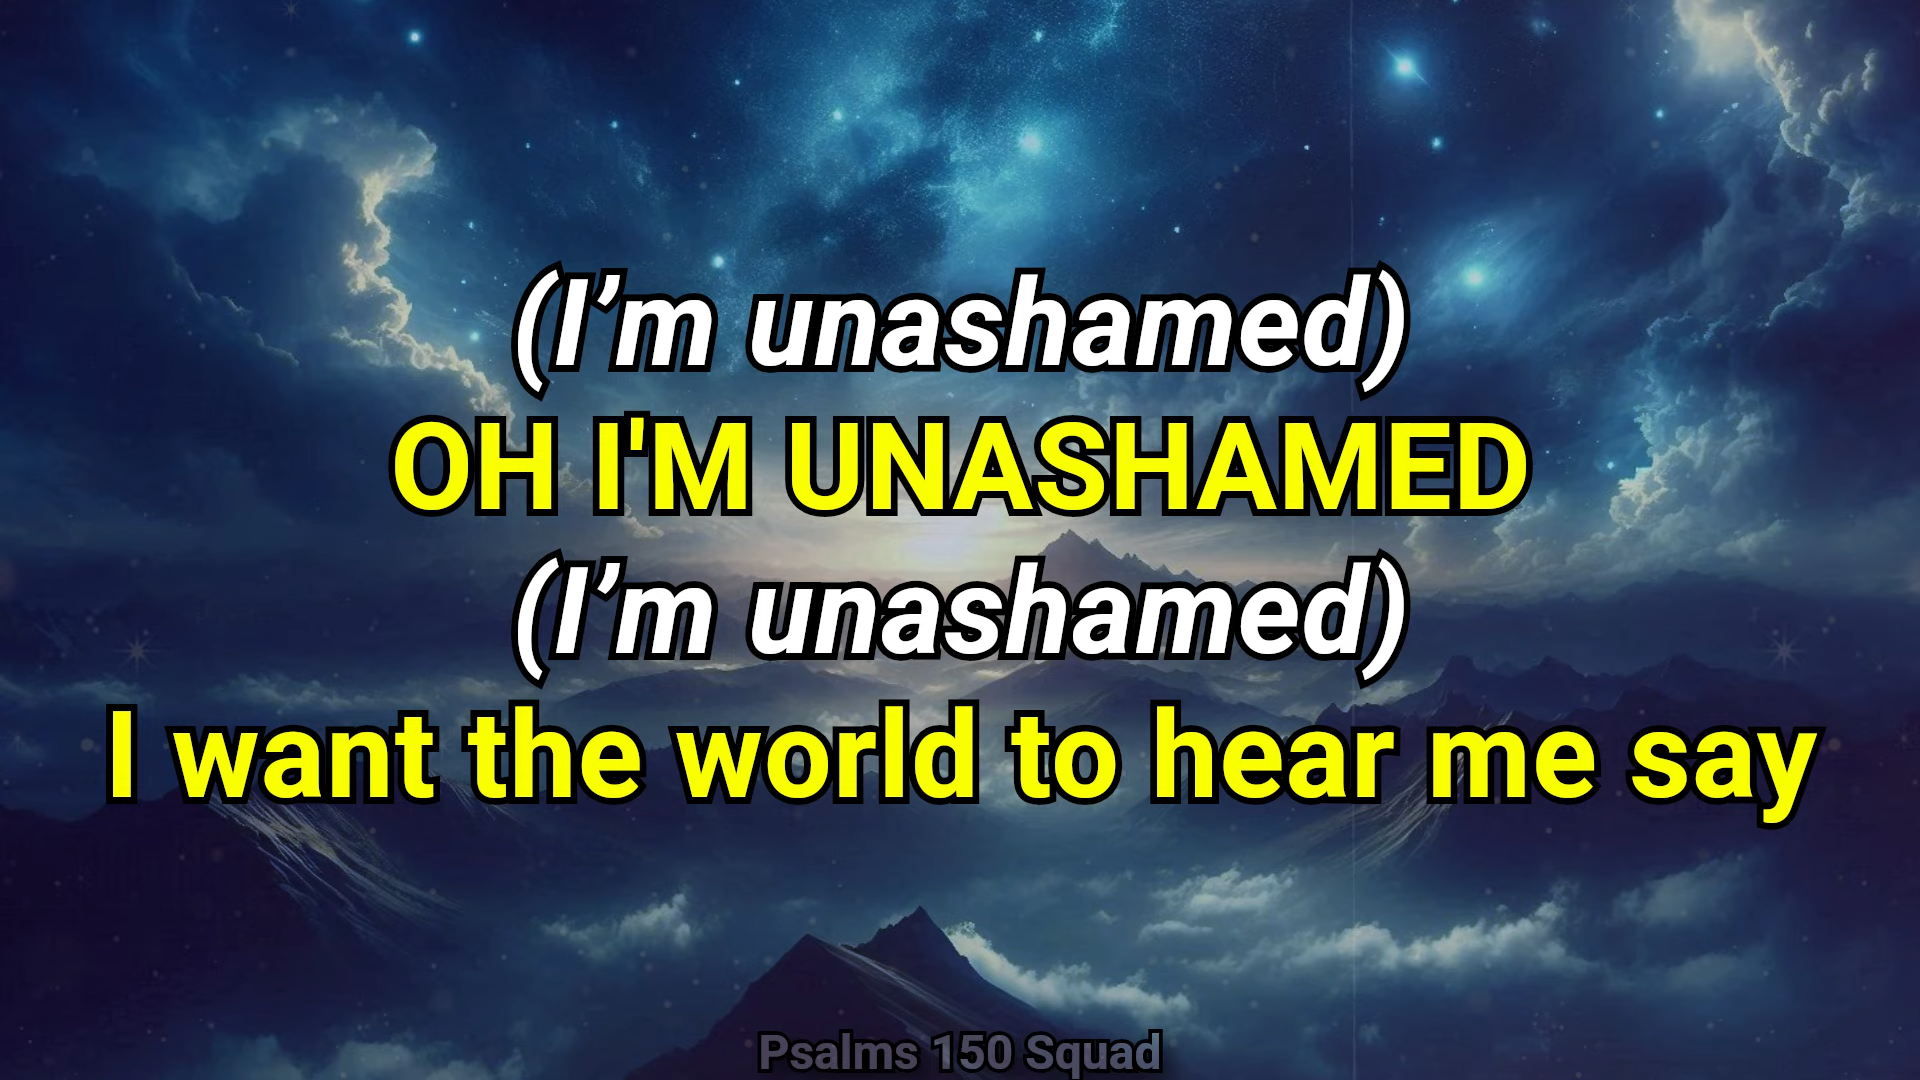 (I’m unashamed)
OH I'M UNASHAMED
(I’m unashamed)
I want the world to hear me say
Psalms 150 Squad